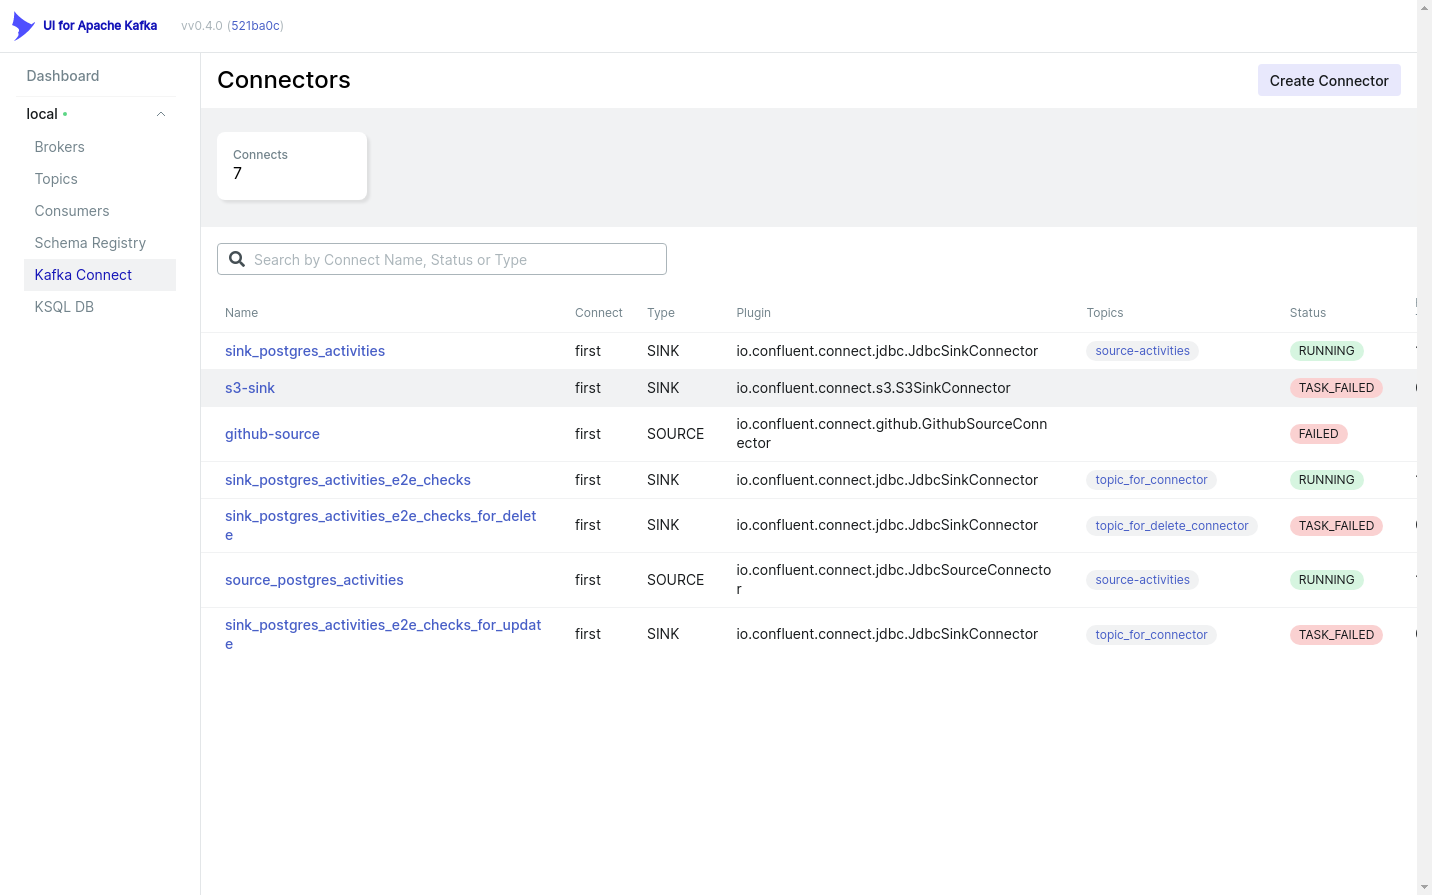 UI for Apache Kafka vv0.4.0 (521ba0c)
Dashboard
local
Brokers
Topics
Consumers
Schema Registry
Kafka Connect
KSQL DB
Connectors
Create Connector
Connects
7
Search by Connect Name, Status or Type
Name Connect Type Plugin Topics Status
sink_postgres_activities first SINK io.confluent.connect.jdbc.JdbcSinkConnector source-activities RUNNING
s3-sink first SINK io.confluent.connect.s3.S3SinkConnector TASK_FAILED
github-source first SOURCE io.confluent.connect.github.GithubSourceConn
ector FAILED
sink_postgres_activities_e2e_checks first SINK io.confluent.connect.jdbc.JdbcSinkConnector topic_for_connector RUNNING
sink_postgres_activities_e2e_checks_for_delet
e first SINK io.confluent.connect.jdbc.JdbcSinkConnector topic_for_delete_connector TASK_FAILED
source_postgres_activities first SOURCE io.confluent.connect.jdbc.JdbcSourceConnecto
r source-activities RUNNING
sink_postgres_activities_e2e_checks_for_updat
e first SINK io.confluent.connect.jdbc.JdbcSinkConnector topic_for_connector TASK_FAILED